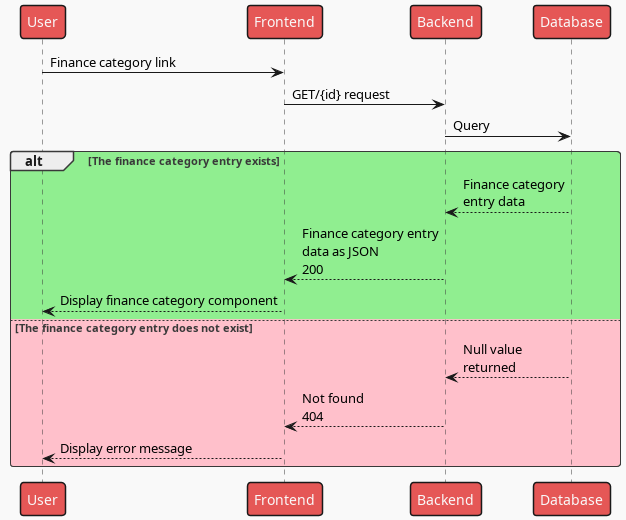 User
Frontend
Backend
Database
Finance category link
GET/{id} request
Query
alt
[The finance category entry exists]
Finance category
entry data
Finance category entry
data as JSON
200
Display finance category component
[The finance category entry does not exist]
Null value
returned
Not found
404
Display error message
User
Frontend
Backend
Database